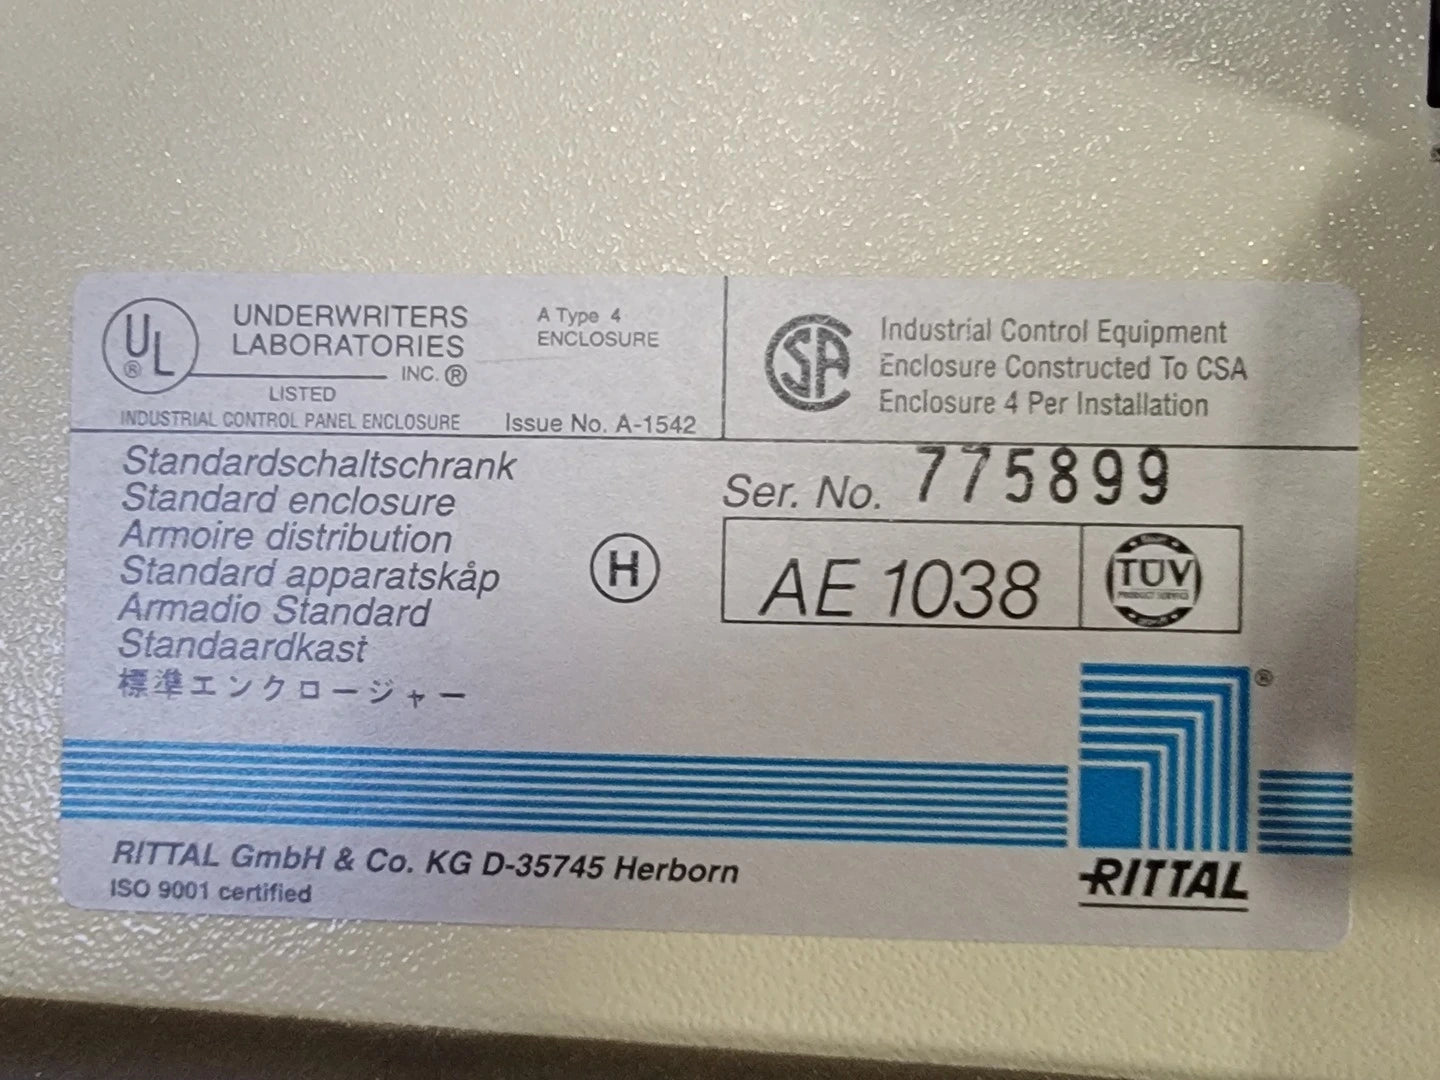 UL
®
UNDERWRITERS
LABORATORIES
INC. ®
LISTED
INDUSTRIAL CONTROL PANEL ENCLOSURE
A Type 4
ENCLOSURE
Issue No. A-1542
CSA
Industrial Control Equipment
Enclosure Constructed To CSA
Enclosure 4 Per Installation
Standardschaltschrank
Standard enclosure
Armoire distribution
Standard apparatskåp
Armadio Standard
Standaardkast
標準エンクロージャー
H
Ser. No. 775899
AE 1038
TÜV
PRODUCT SERVICE
®
RITTAL
RITTAL GmbH & Co. KG D-35745 Herborn
ISO 9001 certified